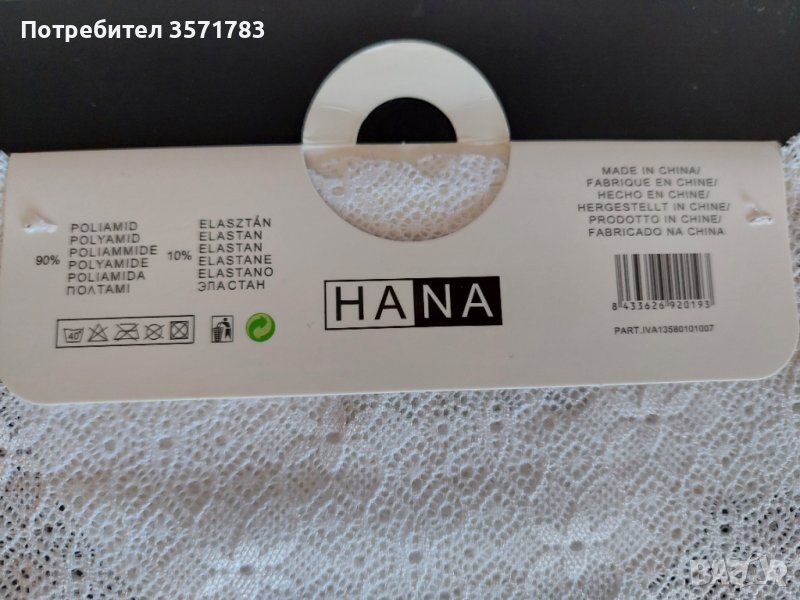 Потребител 3571783
90%
POLIAMID
POLYAMID
POLIAMMIDE
POLYAMIDE
POLIAMIDA
ПОЛТАМІ
10%
ELASZTÁN
ELASTAN
ELASTAN
ELASTANE
ELASTANO
ЭЛАСТАН
40°
HANA
MADE IN CHINA/
FABRIQUE EN CHINE/
HECHO EN CHINE/
HERGESTELLT IN CHINE/
PRODOTTO IN CHINE/
FABRICADO NA CHINA
8 433626 920193
PART.IVA13580101007
BAZAR